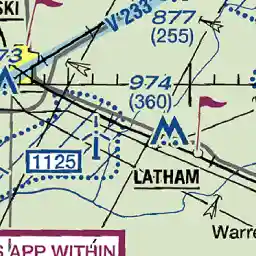 SKI
V 233
877
(255)
73
974
(360)
1125
LATHAM
Warre
S APP WITHIN